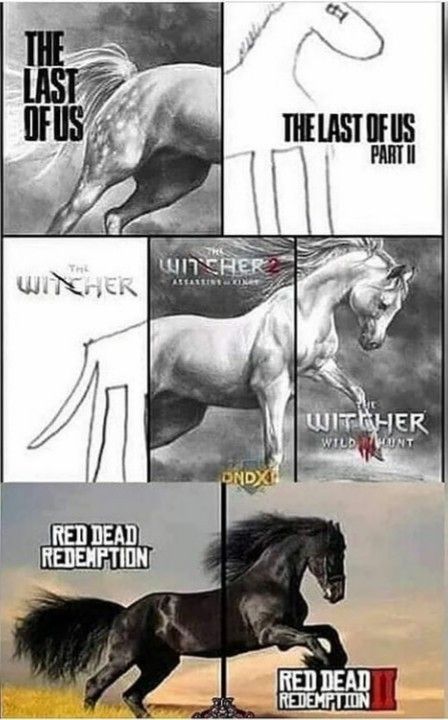 THE
LAST
OF US
THE LAST OF US
PART II
THE
WITCHER
THE
WITCHER 2
ASSASSINS OF KINGS
THE
WITCHER
WILD HUNT
DNDX
RED DEAD
REDEMPTION
RED DEAD
REDEMPTION II